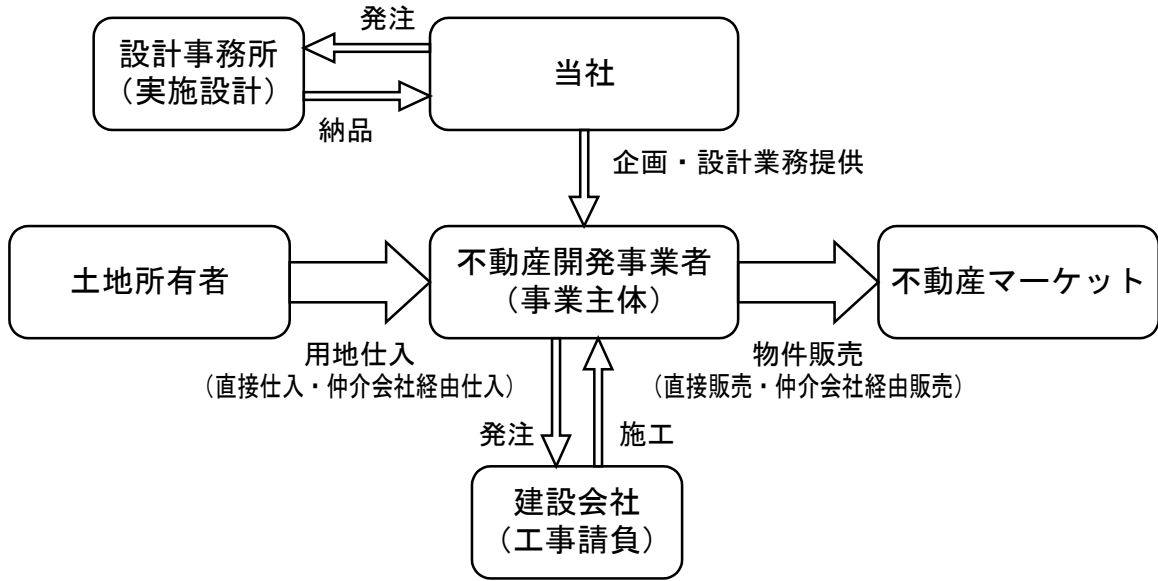 発注
設計事務所
（実施設計）
当社
納品
企画・設計業務提供
土地所有者
不動産開発事業者
（事業主体）
不動産マーケット
用地仕入
（直接仕入・仲介会社経由仕入）
物件販売
（直接販売・仲介会社経由販売）
発注
施工
建設会社
（工事請負）